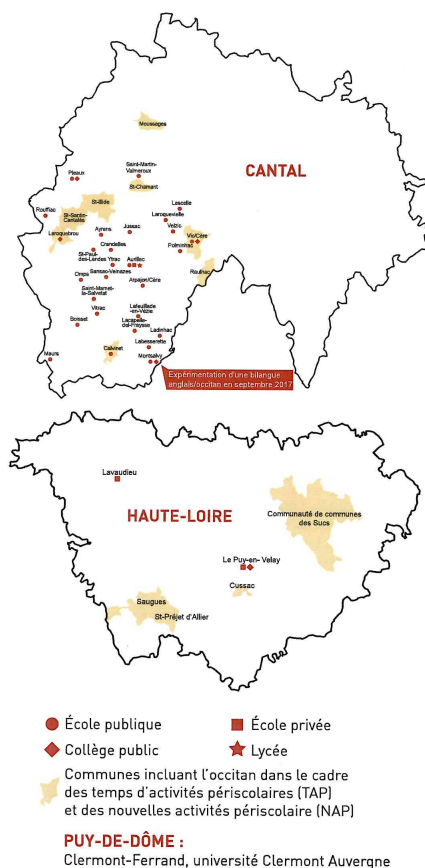 Moussages
CANTAL
Pleaux
Saint-Martin-
Valmeroux
St-Chamant
St-Illide
Rouffiac
St-Santin-
Cantalès
Lascelle
Laroquevielle
Laroquebrou
Ayrens
Jussac
Velzic
Vic/Cère
Crandelles
Polminhac
St-Paul-
des-Landes
Ytrac
Aurillac
Raulhac
Omps
Sansac-Veinazes
Arpajon/Cère
Saint-Mamet-
la-Salvetat
Vitrac
Lafeuillade
-en-Vézie
Boisset
Lacapelle-
del-Fraysse
Ladinhac
Calvinet
Labesserette
Maurs
Montsalvy
Expérimentation d'une bilangue
anglais/occitan en septembre 2017
Lavaudieu
HAUTE-LOIRE
Communauté de communes
des Sucs
Le Puy-en- Velay
Cussac
Saugues
St-Préjet d'Allier
École publique
École privée
Collège public
Lycée
Communes incluant l'occitan dans le cadre
des temps d'activités périscolaires (TAP)
et des nouvelles activités périscolaire (NAP)
PUY-DE-DÔME :
Clermont-Ferrand, université Clermont Auvergne